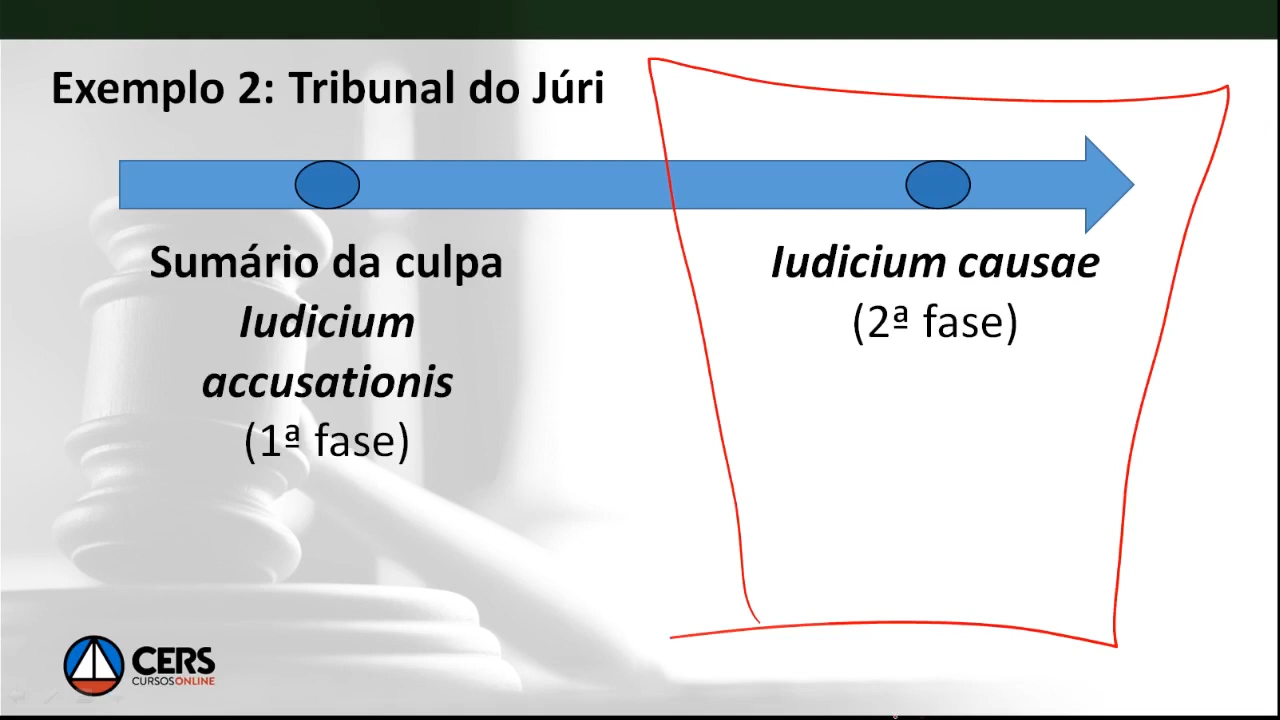 Exemplo 2: Tribunal do Júri
Sumário da culpa
Iudicium
accusationis
(1ª fase)
Iudicium causae
(2ª fase)
CERS
CURSOS ONLINE